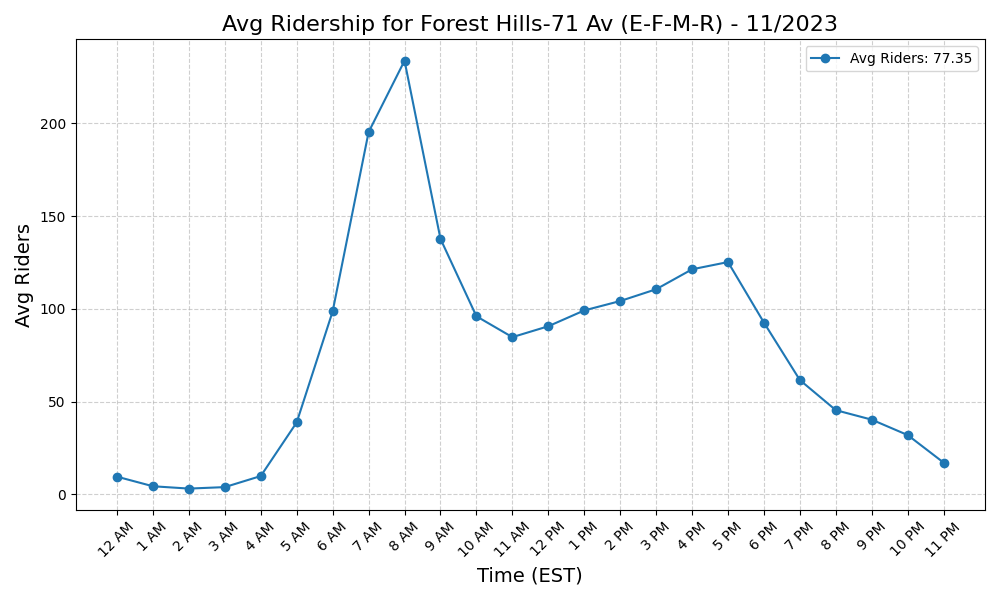 Avg Ridership for Forest Hills-71 Av (E-F-M-R) - 11/2023
Avg Riders: 77.35
Avg Riders
200
150
100
50
0
12 AM
1 AM
2 AM
3 AM
4 AM
5 AM
6 AM
7 AM
8 AM
9 AM
10 AM
11 AM
12 PM
1 PM
2 PM
3 PM
4 PM
5 PM
6 PM
7 PM
8 PM
9 PM
10 PM
11 PM
Time (EST)